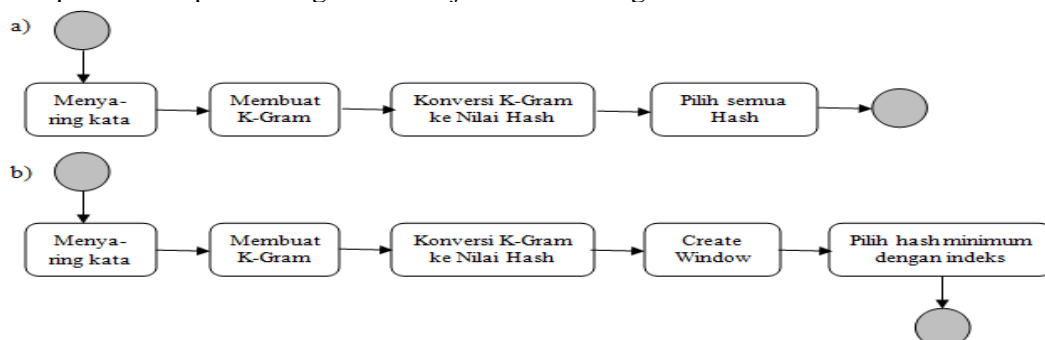 a)
Menya-
ring kata
Membuat
K-Gram
Konversi K-Gram
ke Nilai Hash
Pilih semua
Hash
b)
Menya-
ring kata
Membuat
K-Gram
Konversi K-Gram
ke Nilai Hash
Create
Window
Pilih hash minimum
dengan indeks